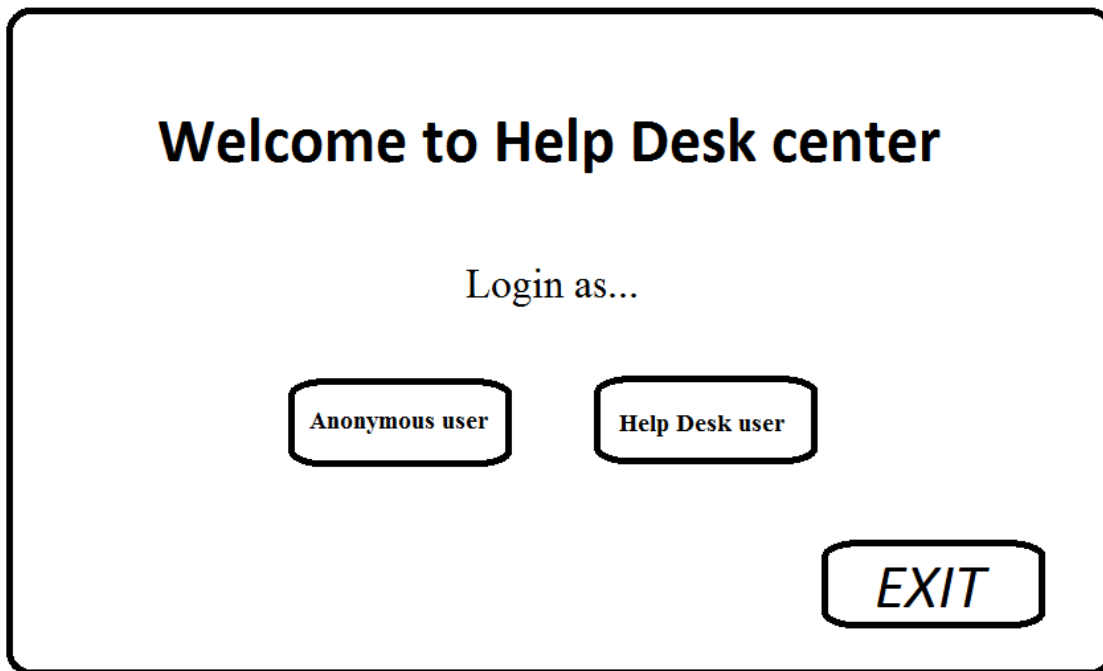 Welcome to Help Desk center
Login as...
Anonymous user
Help Desk user
EXIT